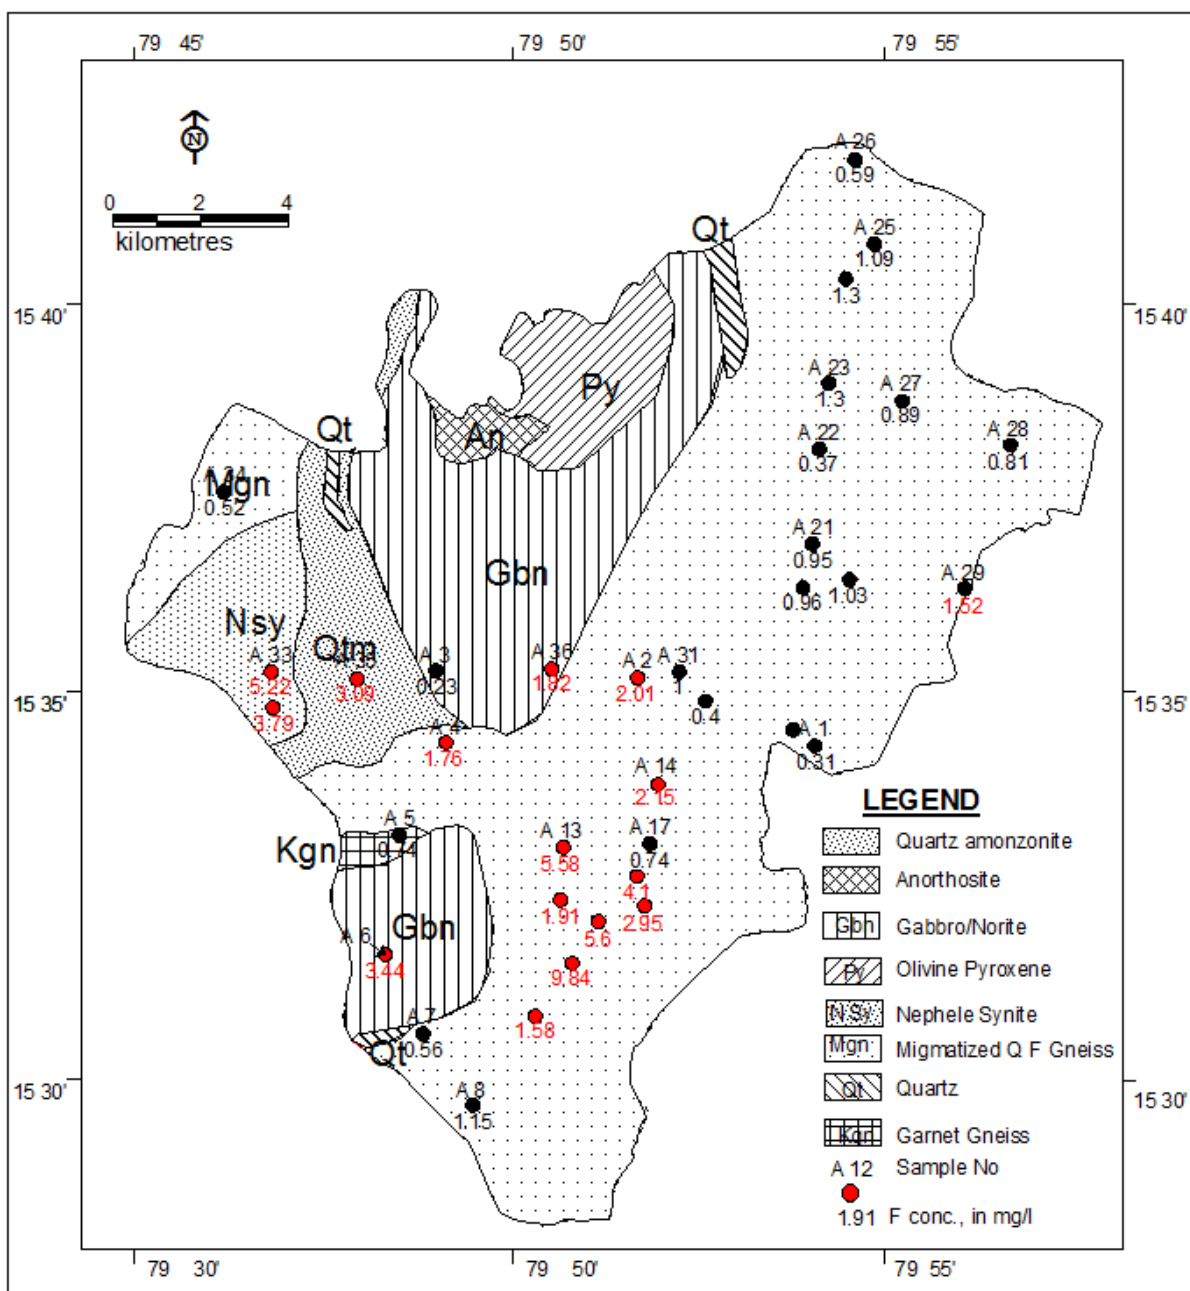 79 45'
79 50'
79 55'
N
0 2 4
kilometres
15 40'
15 40'
A 26
0.59
A 25
1.09
1.3
Qt
A 23
1.3
A 27
0.89
Py
An
A 22
0.37
A 28
0.81
Qt
Mgn
0.52
A 21
0.95
0.96
1.03
A 29
1.52
Gbn
Nsy
Qtm
A 33
5.22
3.79
3.09
A 3
0.23
A 36
1.82
A 2
2.01
A 31
1
0.4
15 35'
15 35'
A 4
1.76
A 1
0.31
A 14
2.15
Kgn
A 5
0.74
A 13
5.58
A 17
0.74
4.1
1.91
2.95
5.6
Gbn
A 6
3.44
9.84
1.58
A 7
0.56
Qt
A 8
1.15
15 30'
15 30'
LEGEND
Quartz amonzonite
Anorthosite
Gbn Gabbro/Norite
Py Olivine Pyroxene
N Sy Nephele Synite
Mgn Migmatized Q F Gneiss
Qt Quartz
Kgn Garnet Gneiss
A 12 Sample No
1.91 F conc., in mg/l
79 30'
79 50'
79 55'